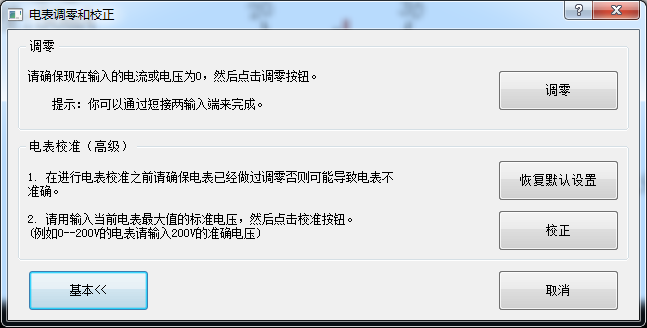 电表调零和校正
调零
请确保现在输入的电流或电压为0，然后点击调零按钮。
提示：你可以通过短接两输入端来完成。
调零
电表校准（高级）
1. 在进行电表校准之前请确保电表已经做过调零否则可能导致电表不
准确。
恢复默认设置
2. 请用输入当前电表最大值的标准电压，然后点击校准按钮。
(例如0--200V的电表请输入200V的准确电压)
校正
基本<<
取消